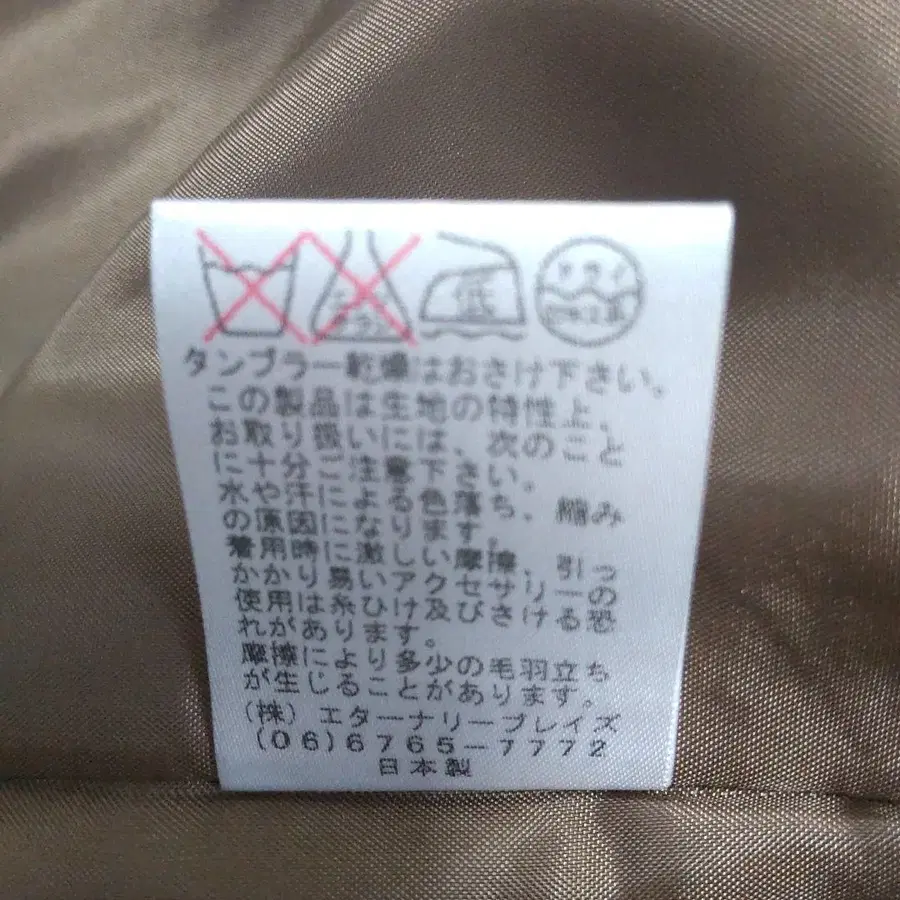 低
ドライ
タンブラー乾燥はおさけ下さい。
この製品は生地の特性上、
お取り扱いには、次のこと
に十分ご注意下さい。
水や汗による色落ち、縮み
の原因になります。
着用時に激しい摩擦、引っ
かかり易いアクセサリーの
使用は糸ひけ及びさける恐
れがあります。
摩擦により多少の毛羽立ち
が生じることがあります。
(株)エターナリーブレイズ
(06)6765-7772
日本製